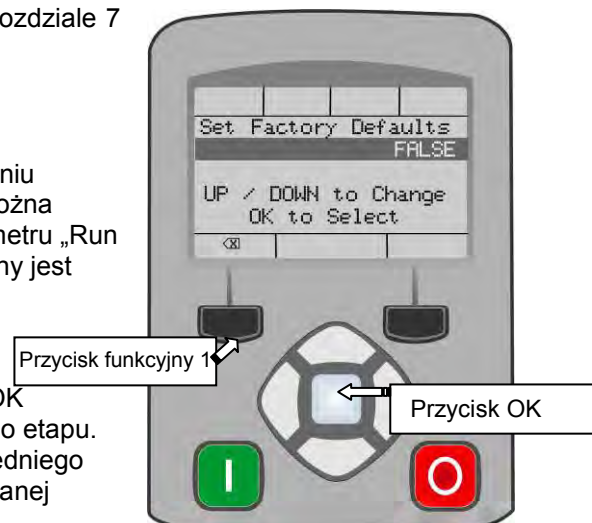 ozdziale 7
Set Factory Defaults
FALSE
UP / DOWN to Change
OK to Select
niu
ożna
netru „Run
ny jest
Przycisk funkcyjny 1
Przycisk OK
OK
o etapu.
edniego
anej
I
O